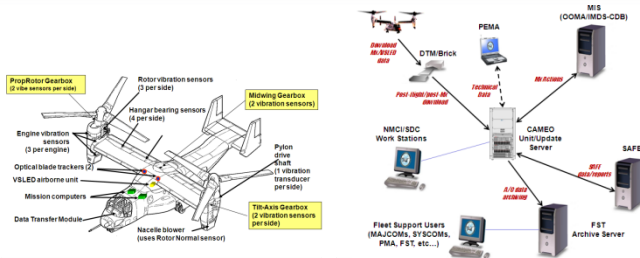 PropRotor Gearbox
(2 vibe sensors per side)
Rotor vibration sensors
(3 per side)
Hangar bearing sensors
(4 per side)
Midwing Gearbox
(2 vibration sensors)
Engine vibration
sensors
(3 per engine)
Optical blade trackers (2)
VSLED airborne unit
Mission computers
Data Transfer Module
Nacelle blower
(uses Rotor Normal sensor)
Pylon
drive
shaft
(1 vibration
transducer
per side)
Tilt-Axis Gearbox
(2 vibration sensors
per side)
MIS
(OOMA/IMDS-CDB)
PEMA
Download
Mx/VSLED
data
DTM/Brick
Technical
Data
Mx Actions
Post-flight/post-Mx
download
NMCI/SDC
Work Stations
CAMEO
Unit/Update
Server
SAFE
SAFE
data/reports
A/C data
archiving
Fleet Support Users
(MAJCOMs, SYSCOMs,
PMA, FST, etc...)
FST
Archive Server